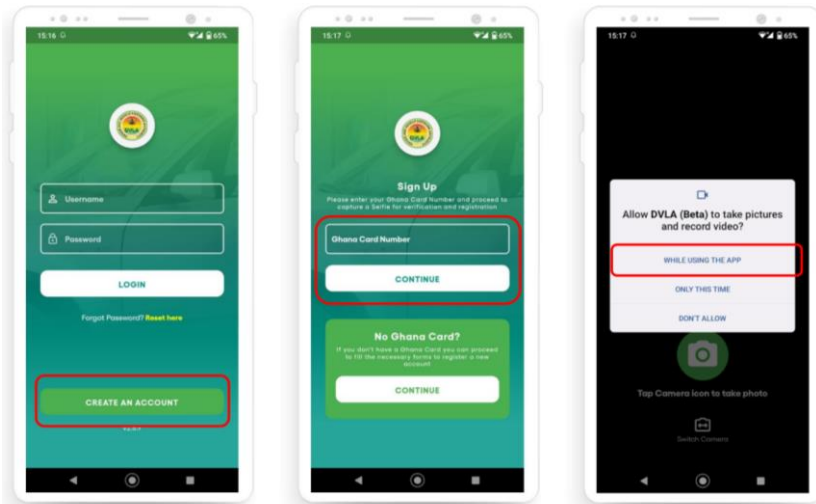 15:16
65%
DVLA
Username
Password
LOGIN
Forgot Password? Reset here
CREATE AN ACCOUNT
15:17
65%
DVLA
Sign Up
Please enter your Ghana Card Number and proceed to
capture a Selfie for verification and registration
Ghana Card Number
CONTINUE
No Ghana Card?
If you don't have a Ghana Card you can proceed
to fill the necessary forms to register a new
account
CONTINUE
15:17
65%
Allow DVLA (Beta) to take pictures
and record video?
WHILE USING THE APP
ONLY THIS TIME
DON'T ALLOW
Tap Camera icon to take photo
Switch Camera